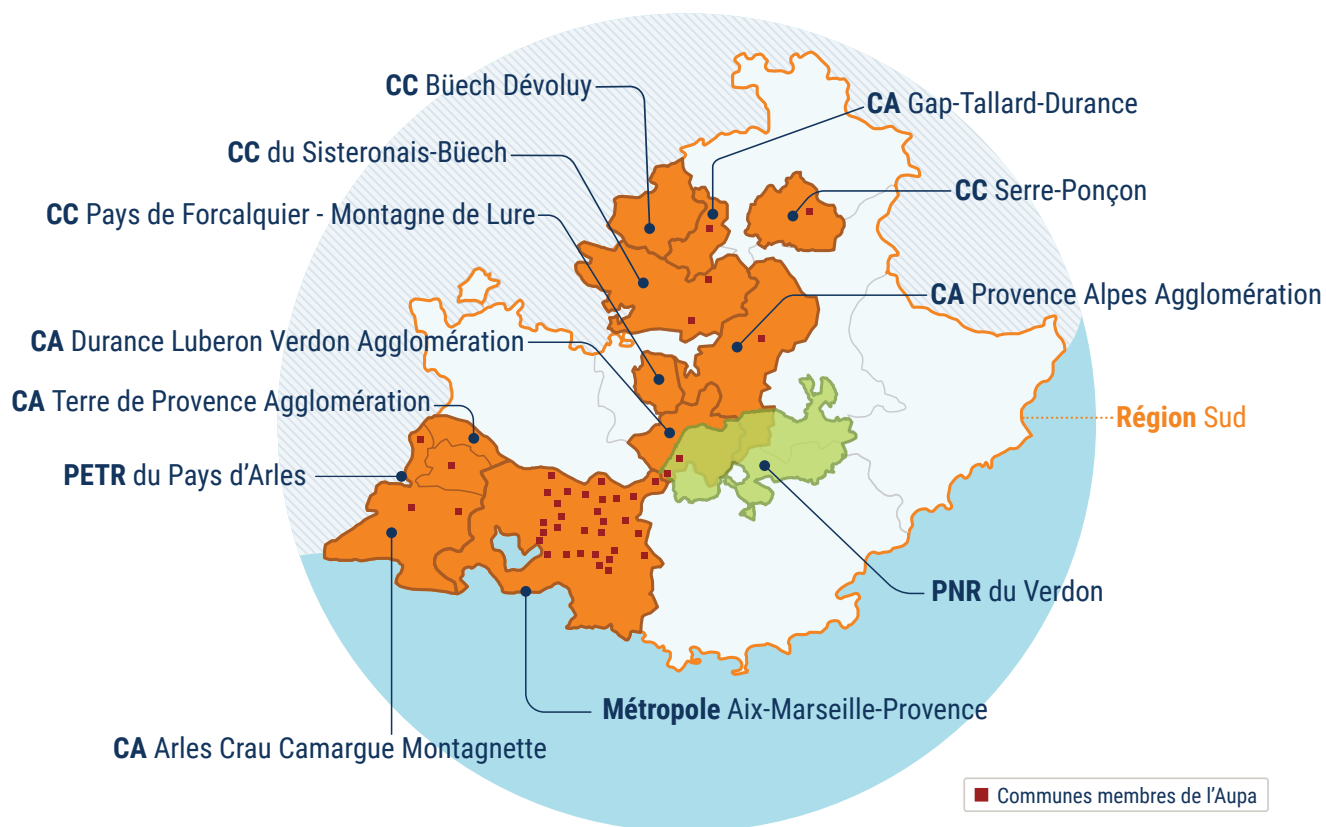 CC Büech Dévoluy
CA Gap-Tallard-Durance
CC du Sisteronais-Büech
CC Serre-Ponçon
CC Pays de Forcalquier - Montagne de Lure
CA Provence Alpes Agglomération
CA Durance Luberon Verdon Agglomération
CA Terre de Provence Agglomération
Région Sud
PETR du Pays d’Arles
PNR du Verdon
Métropole Aix-Marseille-Provence
CA Arles Crau Camargue Montagnette
Communes membres de l’Aupa